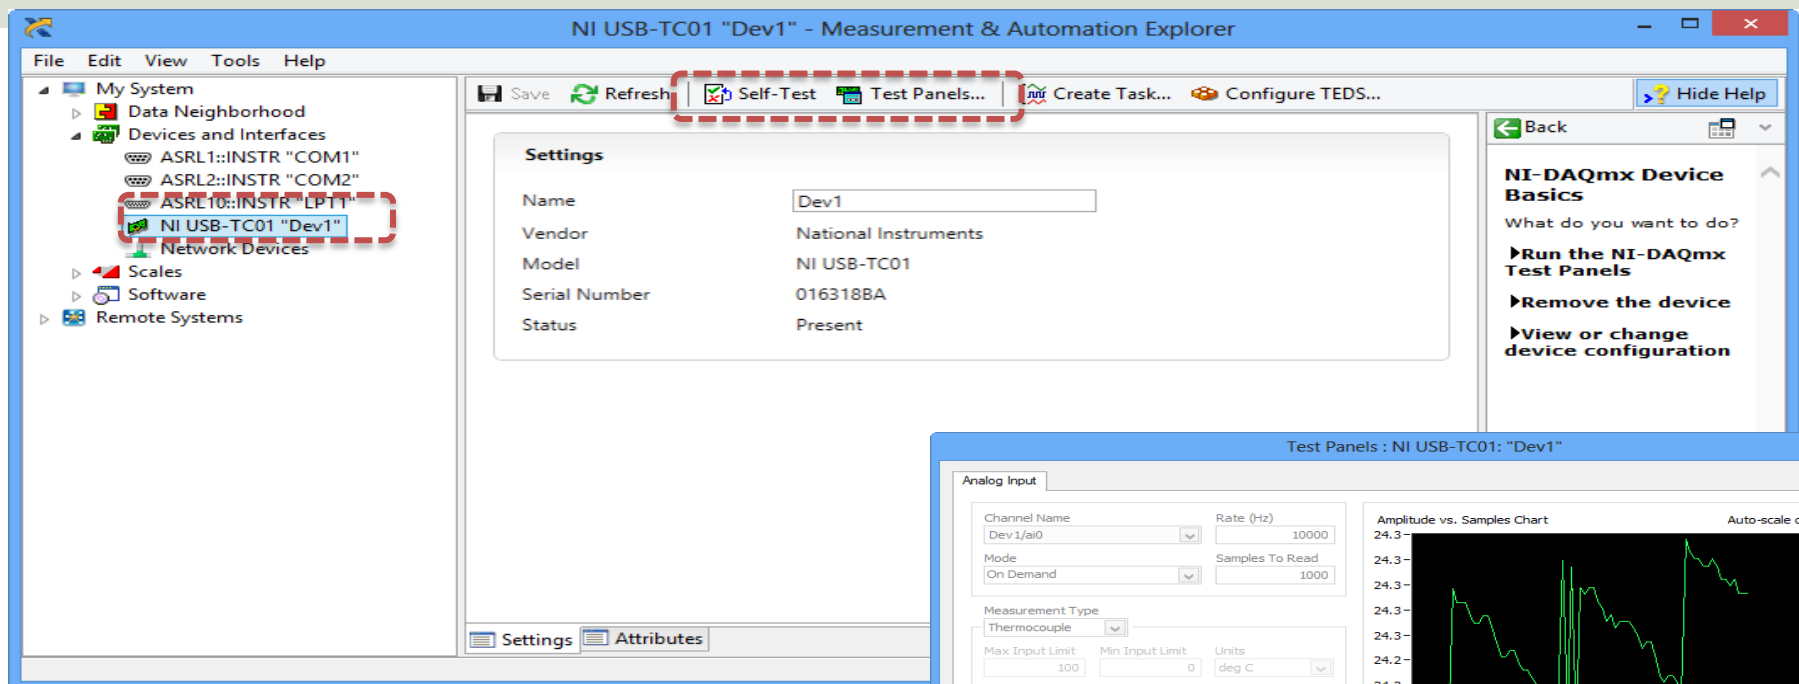 NI USB-TC01 "Dev1" - Measurement & Automation Explorer
File Edit View Tools Help
My System
Data Neighborhood
Devices and Interfaces
ASRL1::INSTR "COM1"
ASRL2::INSTR "COM2"
ASRL10::INSTR "LPT1"
NI USB-TC01 "Dev1"
Network Devices
Scales
Software
Remote Systems
Save Refresh Self-Test Test Panels... Create Task... Configure TEDS... Hide Help
Settings
Name Dev1
Vendor National Instruments
Model NI USB-TC01
Serial Number 016318BA
Status Present
Settings Attributes
Back
NI-DAQmx Device
Basics
What do you want to do?
Run the NI-DAQmx
Test Panels
Remove the device
View or change
device configuration
Test Panels : NI USB-TC01: "Dev1"
Analog Input
Channel Name Rate (Hz)
Dev1/ai0 10000
Mode Samples To Read
On Demand 1000
Measurement Type
Thermocouple
Max Input Limit Min Input Limit Units
100 0 deg C
Amplitude vs. Samples Chart Auto-scale
24.3
24.3
24.3
24.3
24.3
24.2